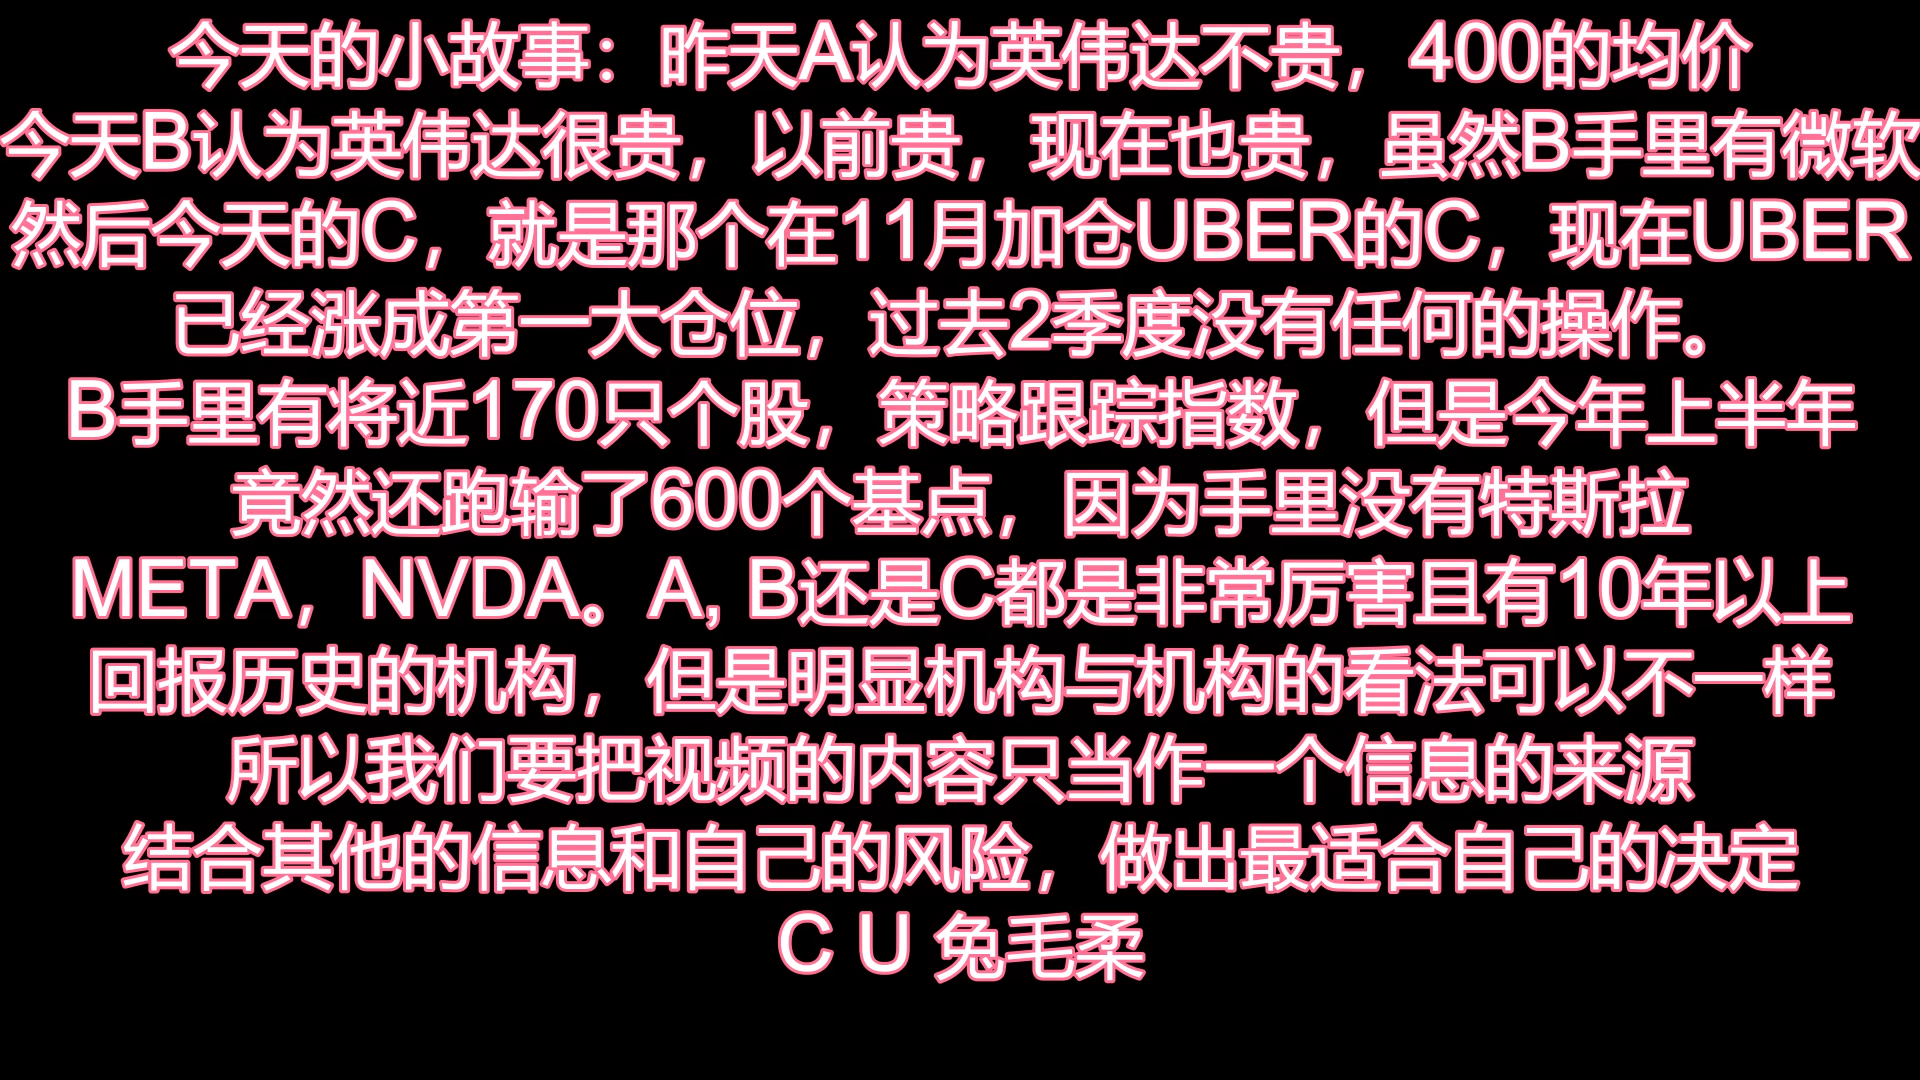 今天的小故事：昨天A认为英伟达不贵，400的均价
今天B认为英伟达很贵，以前贵，现在也贵，虽然B手里有微软
然后今天的C，就是那个在11月加仓UBER的C，现在UBER
已经涨成第一大仓位，过去2季度没有任何的操作。
B手里有将近170只个股，策略跟踪指数，但是今年上半年
竟然还跑输了600个基点，因为手里没有特斯拉
META，NVDA。A, B还是C都是非常厉害且有10年以上
回报历史的机构，但是明显机构与机构的看法可以不一样
所以我们要把视频的内容只当作一个信息的来源
结合其他的信息和自己的风险，做出最适合自己的决定
C U 兔毛柔